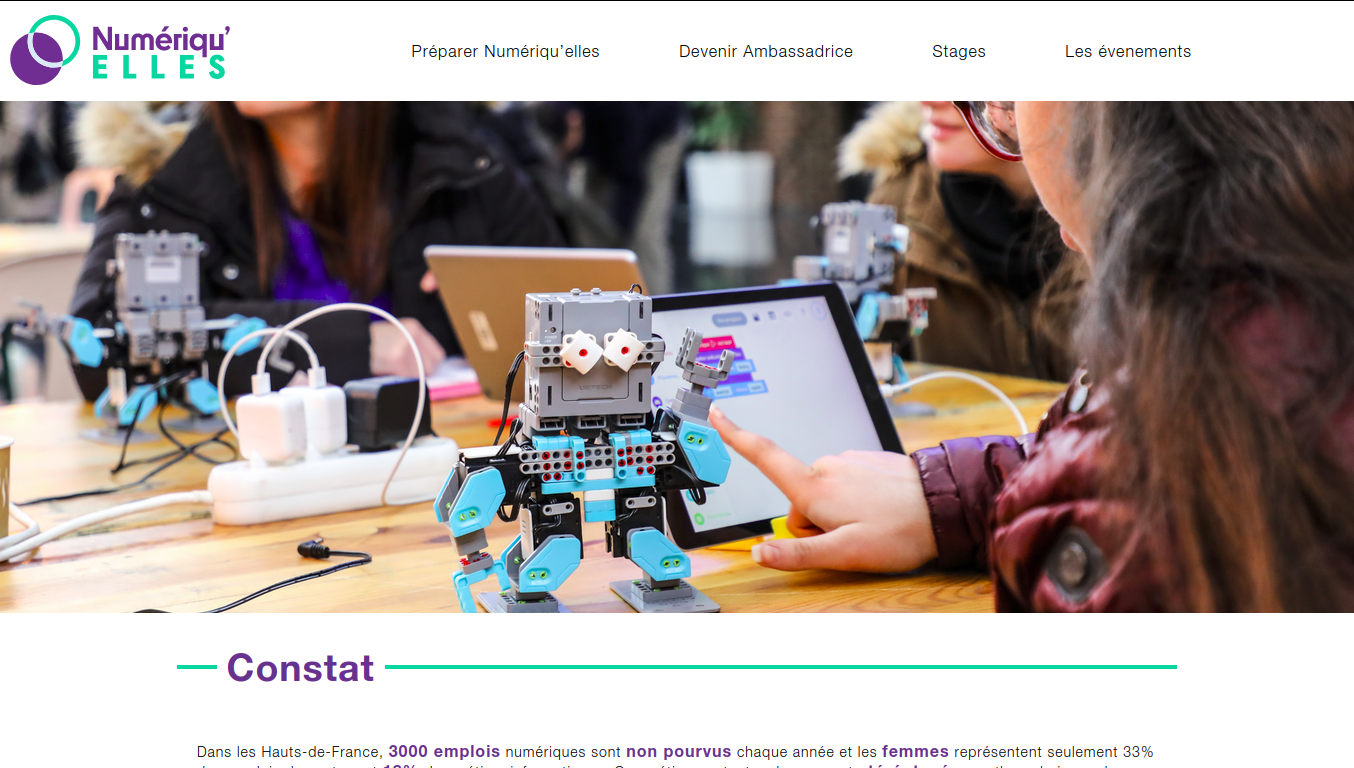 Numériqu’
ELLES
Préparer Numériqu’elles
Devenir Ambassadrice
Stages
Les évenements
Constat
Dans les Hauts-de-France, 3000 emplois numériques sont non pourvus chaque année et les femmes représentent seulement 33%